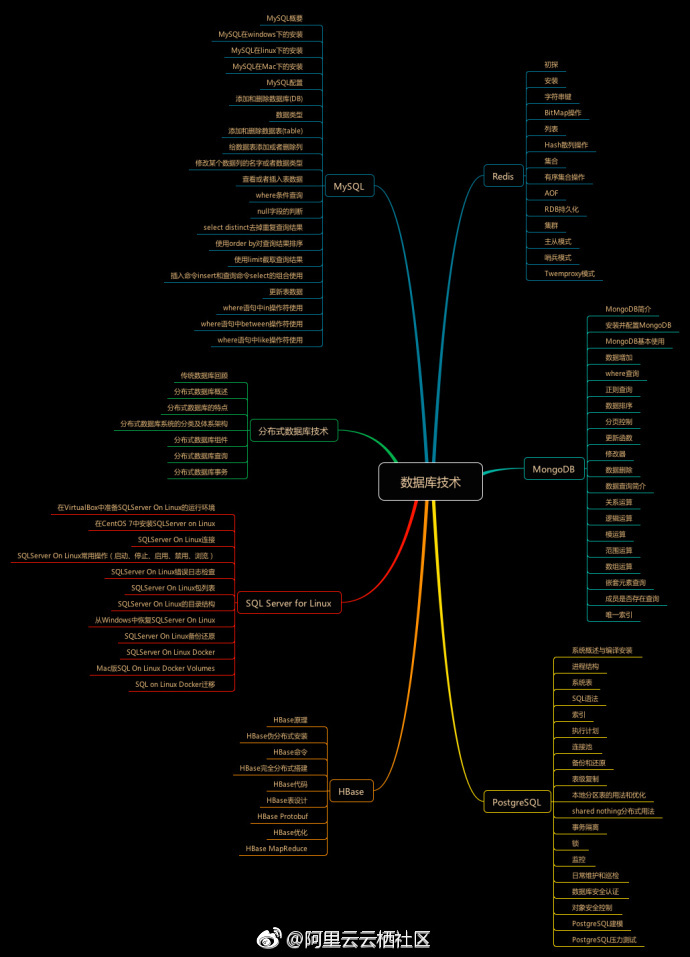 数据库技术
MySQL
MySQL概要
MySQL在windows下的安装
MySQL在linux下的安装
MySQL在Mac下的安装
MySQL配置
添加和删除数据库(DB)
数据类型
添加和删除数据表(table)
给数据表添加或者删除列
修改某个数据列的名字或者数据类型
查看或者插入表数据
where条件查询
null字段的判断
select distinct去掉重复查询结果
使用order by对查询结果排序
使用limit截取查询结果
插入命令insert和查询命令select的组合使用
更新表数据
where语句中in操作符使用
where语句中between操作符使用
where语句中like操作符使用
分布式数据库技术
传统数据库回顾
分布式数据库概述
分布式数据库的特点
分布式数据库系统的分类及体系架构
分布式数据库组件
分布式数据库查询
分布式数据库事务
SQL Server for Linux
在VirtualBox中准备SQLServer On Linux的运行环境
在CentOS 7中安装SQLServer on Linux
SQLServer On Linux连接
SQLServer On Linux常用操作（启动、停止、启用、禁用、浏览）
SQLServer On Linux错误日志检查
SQLServer On Linux包列表
SQLServer On Linux的目录结构
从Windows中恢复SQLServer On Linux
SQLServer On Linux备份还原
SQLServer On Linux Docker
Mac版SQL On Linux Docker Volumes
SQL on Linux Docker迁移
HBase
HBase原理
HBase伪分布式安装
HBase命令
HBase完全分布式搭建
HBase代码
HBase表设计
HBase Protobuf
HBase优化
HBase MapReduce
Redis
初探
安装
字符串键
BitMap操作
列表
Hash散列操作
集合
有序集合操作
AOF
RDB持久化
集群
主从模式
哨兵模式
Twemproxy模式
MongoDB
MongoDB简介
安装并配置MongoDB
MongoDB基本使用
数据增加
where查询
正则查询
数据排序
分页控制
更新函数
修改器
数据删除
数据查询简介
关系运算
逻辑运算
模运算
范围运算
数组运算
嵌套元素查询
成员是否存在查询
唯一索引
PostgreSQL
系统概述与编译安装
进程结构
系统表
SQL语法
索引
执行计划
连接池
备份和还原
表级复制
本地分区表的用法和优化
shared nothing分布式用法
事务隔离
锁
监控
日常维护和巡检
数据库安全认证
对象安全控制
PostgreSQL建模
PostgreSQL压力测试
@阿里云云栖社区